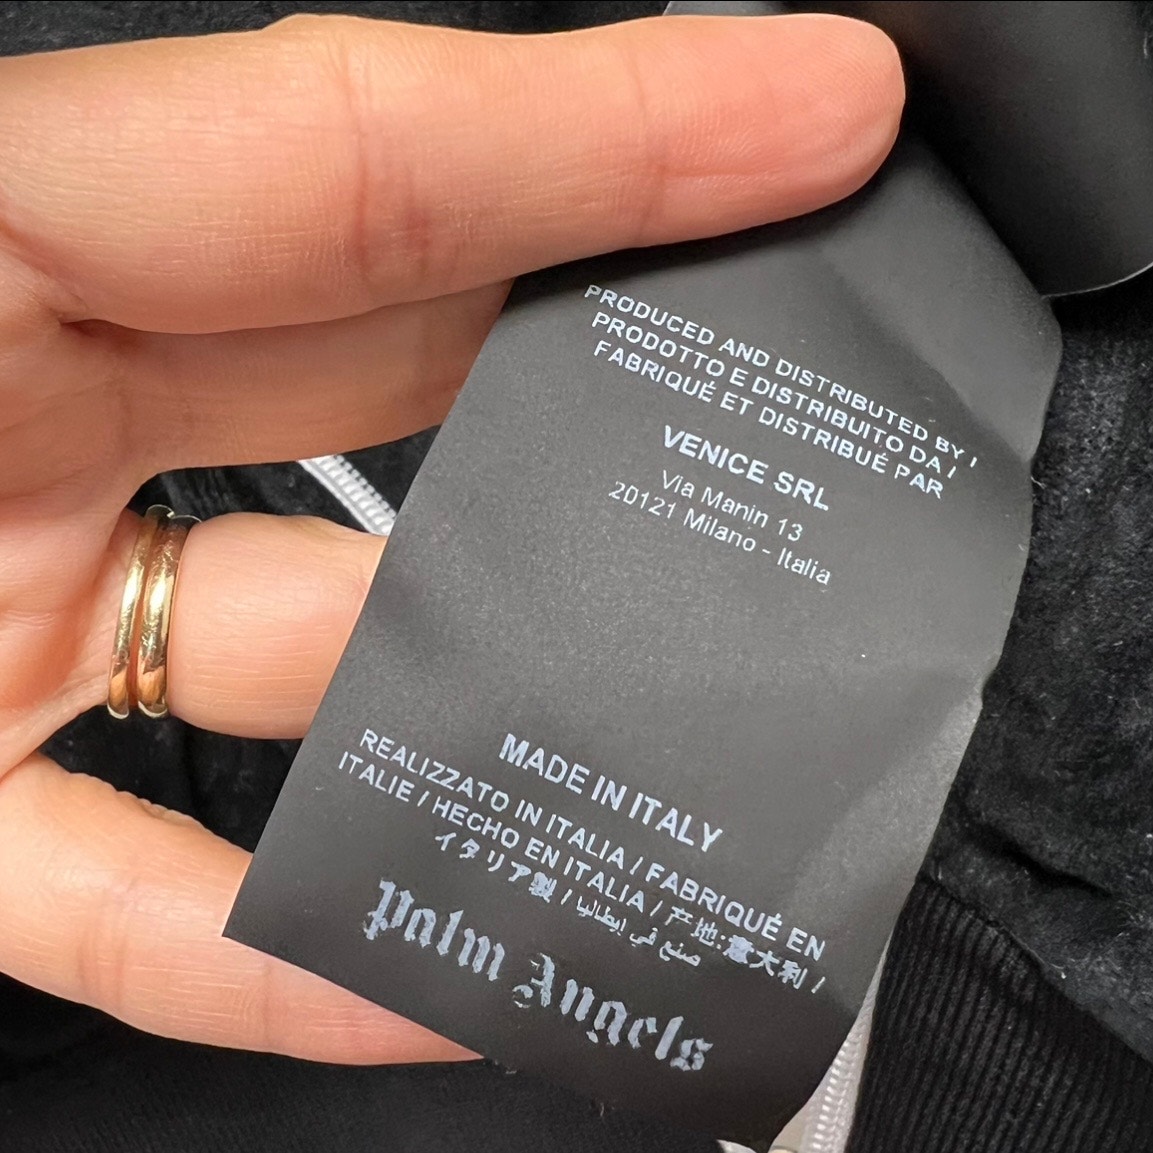 PRODUCED AND DISTRIBUTED BY /
PRODOTTO E DISTRIBUITO DA /
FABRIQUÉ ET DISTRIBUÉ PAR
VENICE SRL
Via Manin 13
20121 Milano - Italia
MADE IN ITALY
REALIZZATO IN ITALIA / FABRIQUÉ EN
ITALIE / HECHO EN ITALIA / 产地:意大利 /
イタリア製 / صنع في إيطاليا
Palm Angels